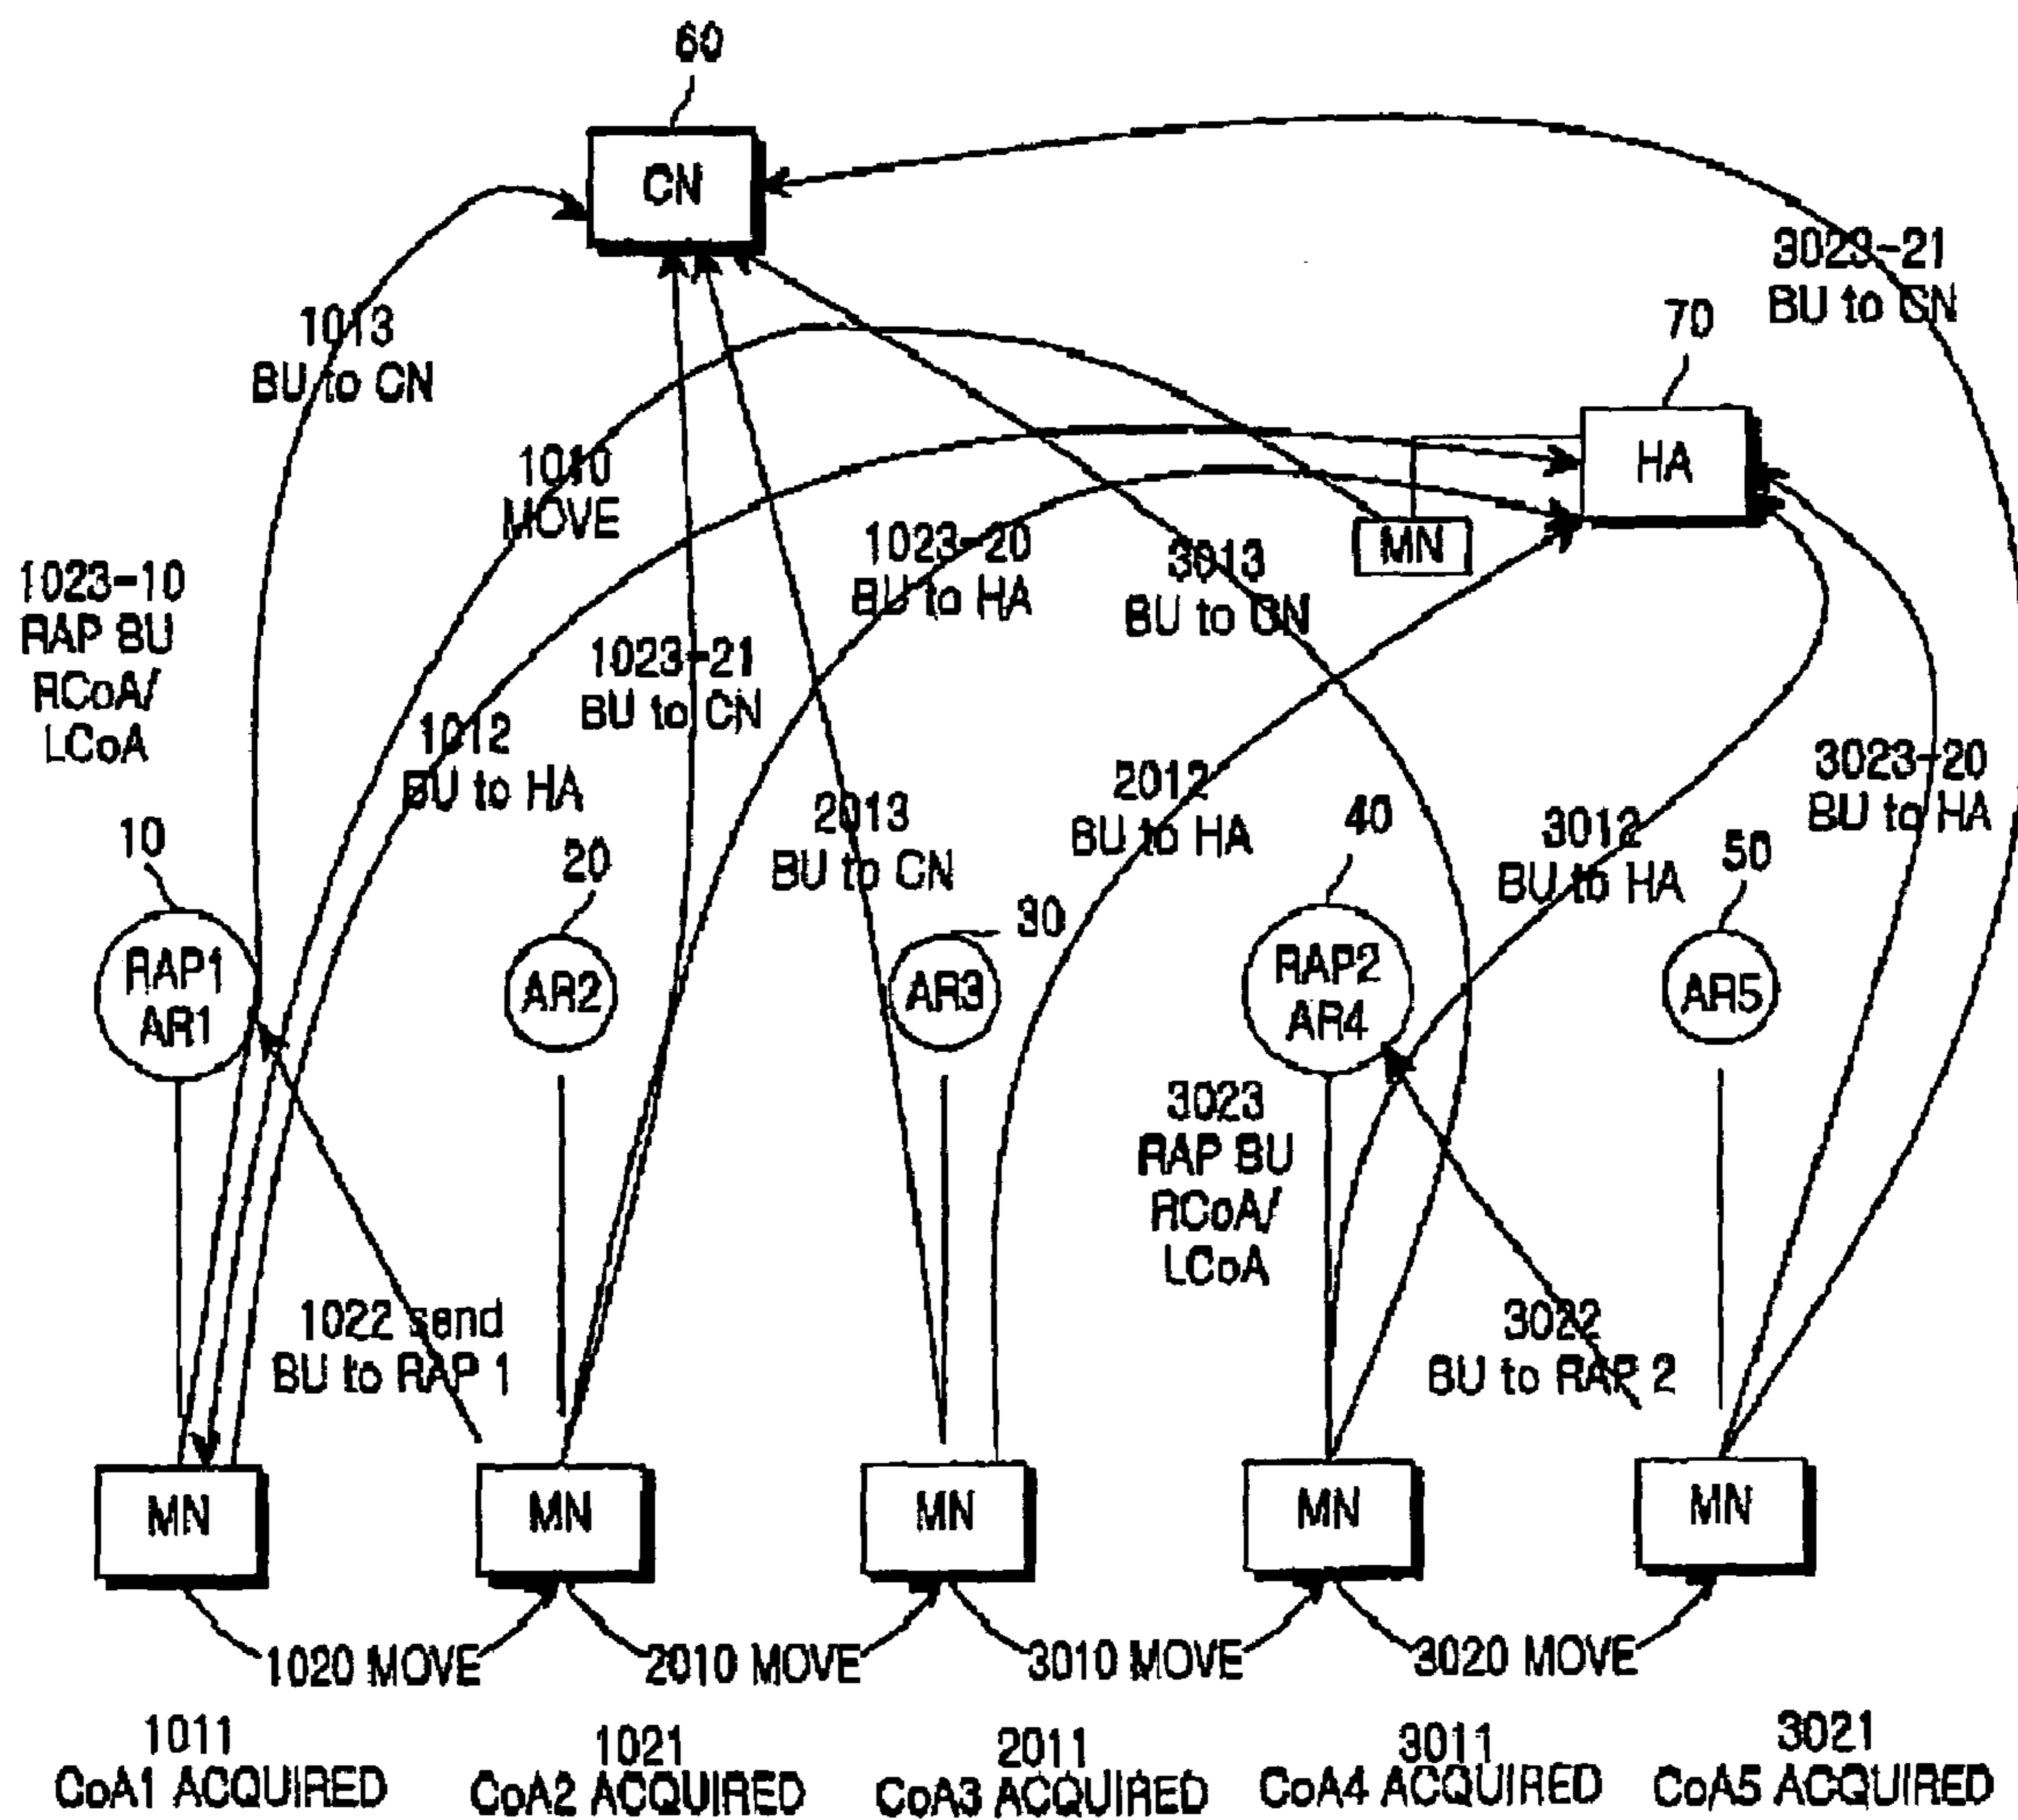 60
CN
1013
BU to CN
3023-21
BU to CN
70
HA
1010
MOVE
MN
1023-10
RAP BU
RCoA/
LCoA
1023-20
BU to HA
3013
BU to CN
1023-21
BU to CN
1012
BU to HA
2013
BU to CN
2012
BU to HA
3012
BU to HA
3023-20
BU to HA
10
RAP1
AR1
20
AR2
30
AR3
40
RAP2
AR4
50
AR5
3023
RAP BU
RCoA/
LCoA
1022 send
BU to RAP 1
3022
BU to RAP 2
MN
MN
MN
MN
MN
1020 MOVE
2010 MOVE
3010 MOVE
3020 MOVE
1011
CoA1 ACQUIRED
1021
CoA2 ACQUIRED
2011
CoA3 ACQUIRED
3011
CoA4 ACQUIRED
3021
CoA5 ACQUIRED